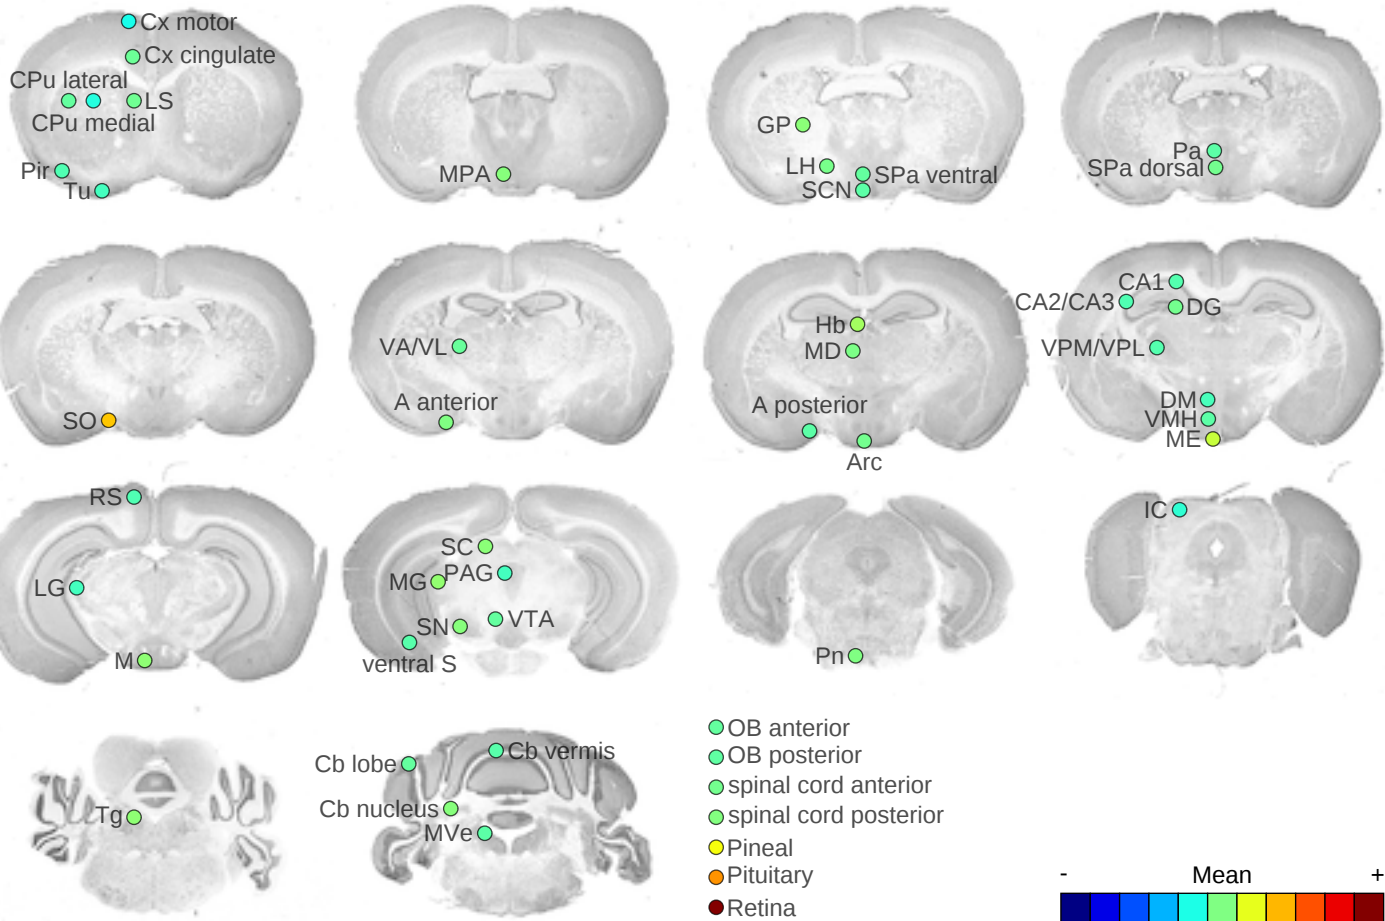 Cx motor
Cx cingulate
CPu lateral
LS
CPu medial
Pir
Tu
MPA
GP
LH
SPa ventral
SCN
Pa
SPa dorsal
SO
VA/VL
A anterior
Hb
MD
A posterior
Arc
CA1
CA2/CA3
DG
VPM/VPL
DM
VMH
ME
RS
LG
M
SC
MG
PAG
SN
VTA
ventral S
Pn
IC
Tg
Cb lobe
Cb vermis
Cb nucleus
MVe
OB anterior
OB posterior
spinal cord anterior
spinal cord posterior
Pineal
Pituitary
Retina
- Mean +